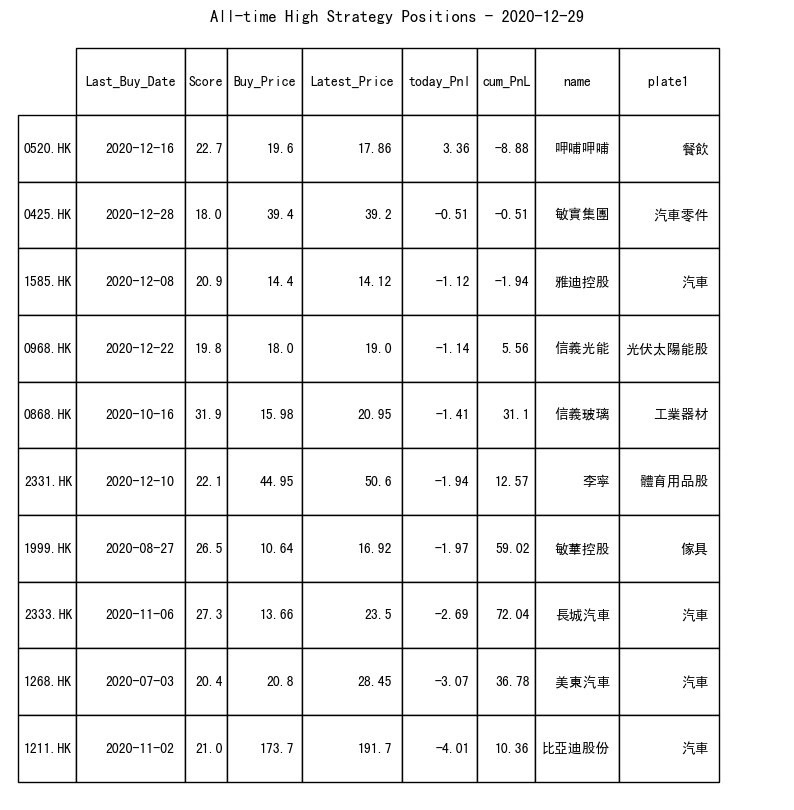 All-time High Strategy Positions - 2020-12-29
Last_Buy_Date Score Buy_Price Latest_Price today_Pnl cum_PnL name plate1
0520.HK 2020-12-16 22.7 19.6 17.86 3.36 -8.88 呷哺呷哺 餐飲
0425.HK 2020-12-28 18.0 39.4 39.2 -0.51 -0.51 敏實集團 汽車零件
1585.HK 2020-12-08 20.9 14.4 14.12 -1.12 -1.94 雅迪控股 汽車
0968.HK 2020-12-22 19.8 18.0 19.0 -1.14 5.56 信義光能 光伏太陽能股
0868.HK 2020-10-16 31.9 15.98 20.95 -1.41 31.1 信義玻璃 工業器材
2331.HK 2020-12-10 22.1 44.95 50.6 -1.94 12.57 李寧 體育用品股
1999.HK 2020-08-27 26.5 10.64 16.92 -1.97 59.02 敏華控股 傢具
2333.HK 2020-11-06 27.3 13.66 23.5 -2.69 72.04 長城汽車 汽車
1268.HK 2020-07-03 20.4 20.8 28.45 -3.07 36.78 美東汽車 汽車
1211.HK 2020-11-02 21.0 173.7 191.7 -4.01 10.36 比亞迪股份 汽車